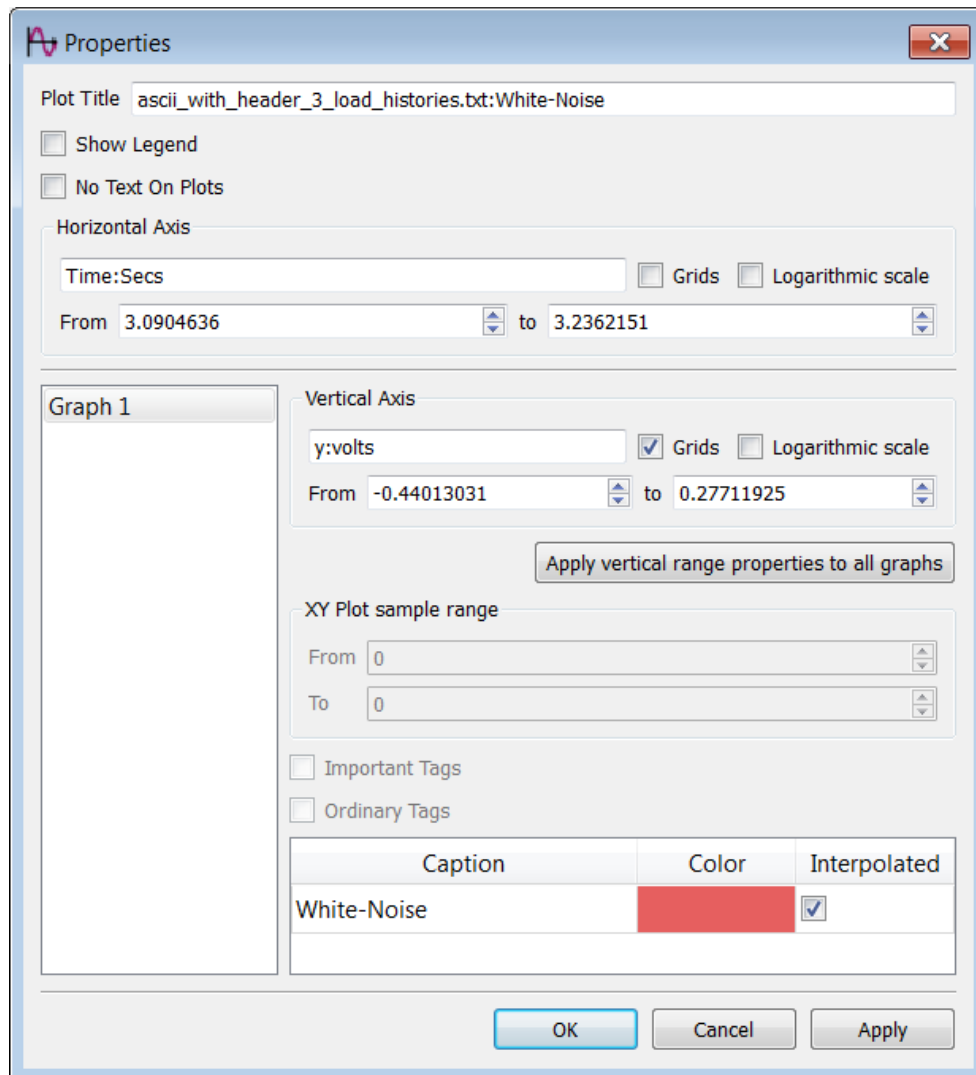 Properties
Plot Title ascii_with_header_3_load_histories.txt:White-Noise
Show Legend
No Text On Plots
Horizontal Axis
Time:Secs Grids Logarithmic scale
From 3.0904636 to 3.2362151
Graph 1
Vertical Axis
y:volts Grids Logarithmic scale
From -0.44013031 to 0.27711925
Apply vertical range properties to all graphs
XY Plot sample range
From 0
To 0
Important Tags
Ordinary Tags
Caption Color Interpolated
White-Noise
OK Cancel Apply